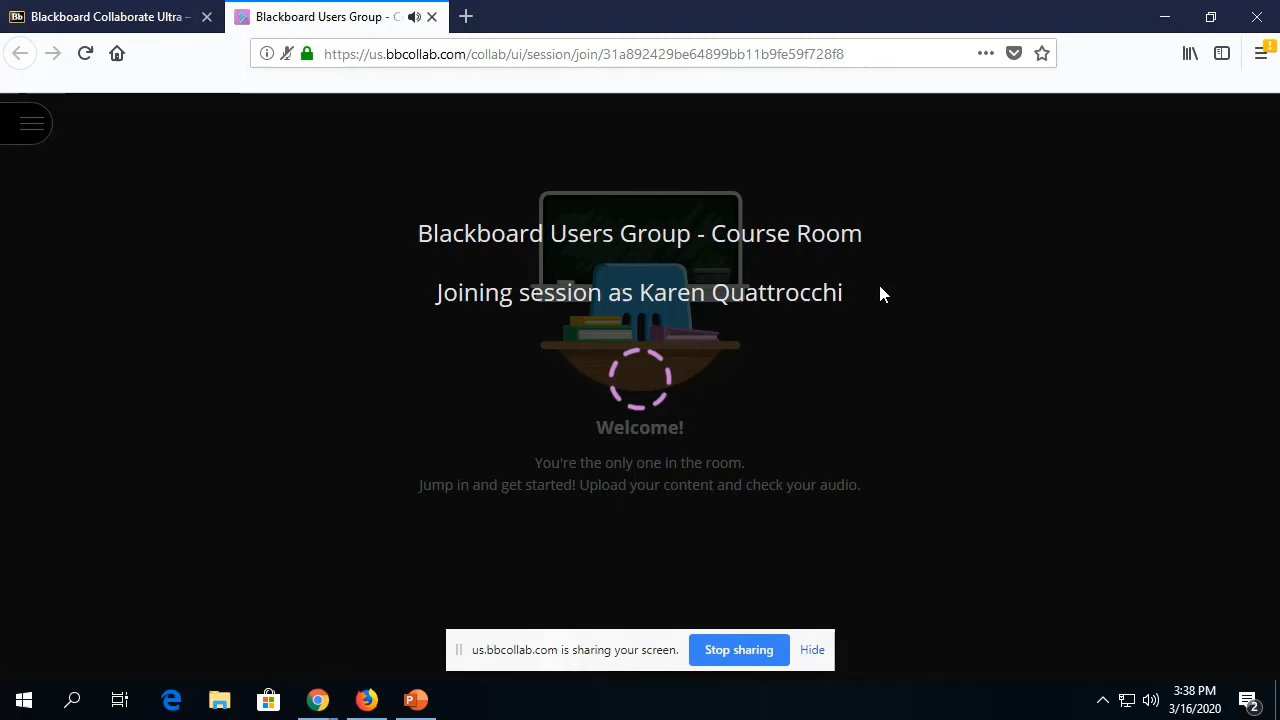 Blackboard Collaborate Ultra –
Blackboard Users Group - C
https://us.bbcollab.com/collab/ui/session/join/31a892429be64899bb11b9fe59f728f8
Blackboard Users Group - Course Room
Joining session as Karen Quattrocchi
Welcome!
You're the only one in the room.
Jump in and get started! Upload your content and check your audio.
us.bbcollab.com is sharing your screen.
Stop sharing
Hide
3:38 PM
3/16/2020
2